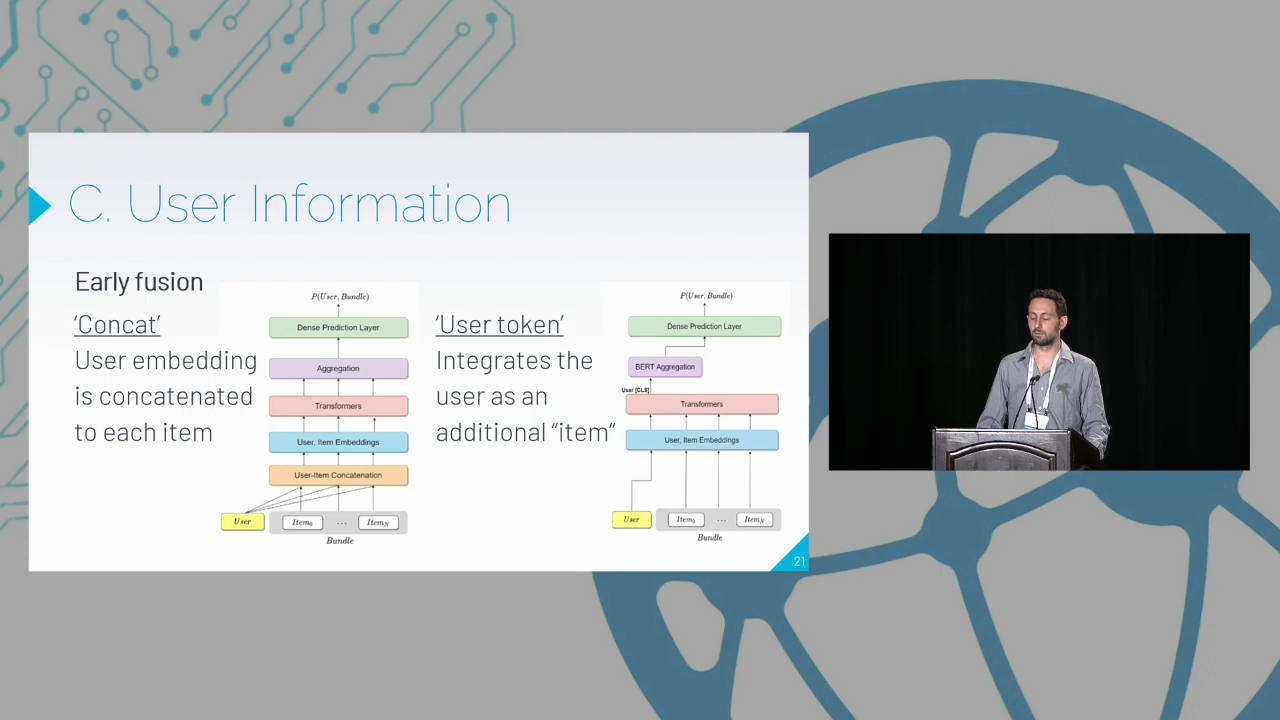 C. User Information
Early fusion
'Concat'
User embedding
is concatenated
to each item
P(User, Bundle)
Dense Prediction Layer
Aggregation
Transformers
User, Item Embeddings
User-Item Concatenation
User
Item₀
...
Item_N
Bundle
'User token'
Integrates the
user as an
additional "item"
P(User, Bundle)
Dense Prediction Layer
BERT Aggregation
User [CLS]
Transformers
User, Item Embeddings
User
Item₀
...
Item_N
Bundle
21